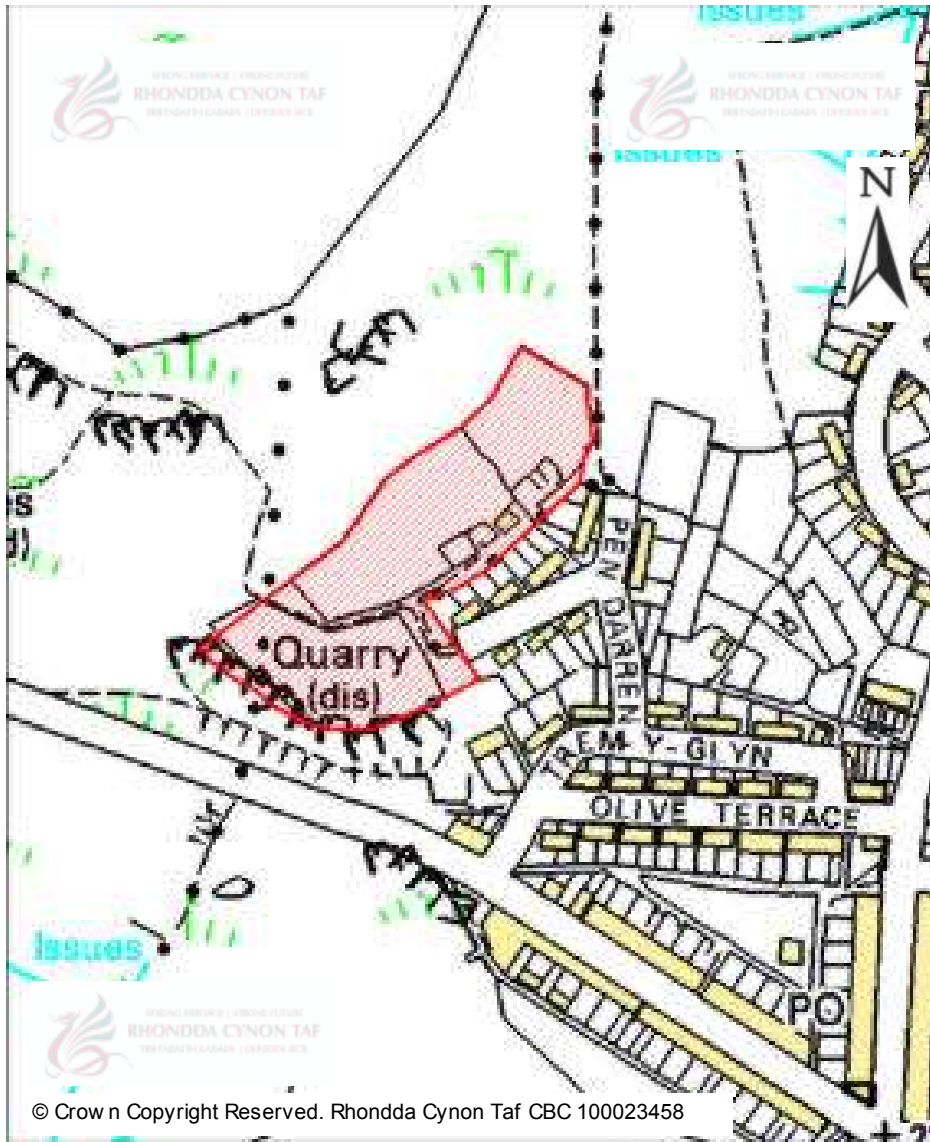 Issues
RHONDDA CYNON TAF
RHONDDA CYNON TAF
Issues
N
PEN DARREN
Quarry
(dis)
TREM-Y-GLYN
OLIVE TERRACE
Issues
PO
RHONDDA CYNON TAF
© Crown Copyright Reserved. Rhondda Cynon Taf CBC 100023458